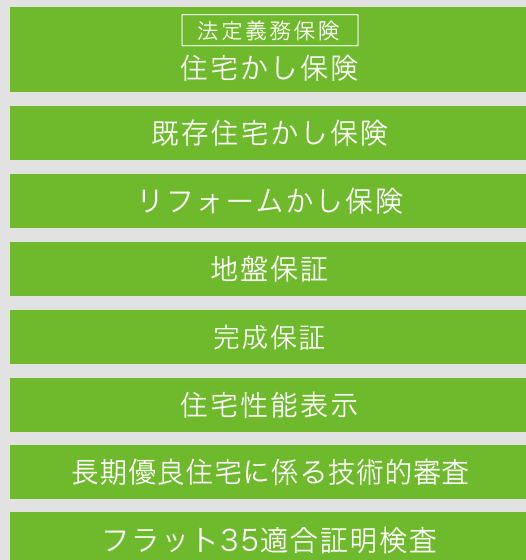 法定義務保険
住宅かし保険
既存住宅かし保険
リフォームかし保険
地盤保証
完成保証
住宅性能表示
長期優良住宅に係る技術的審査
フラット35適合証明検査